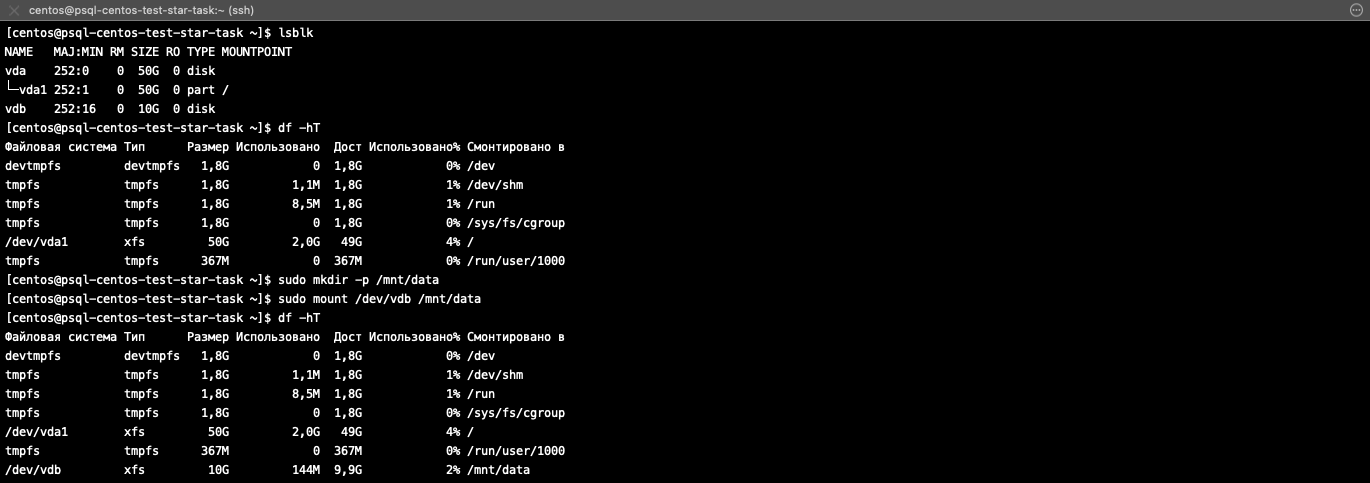 centos@psql-centos-test-star-task:~ (ssh)
[centos@psql-centos-test-star-task ~]$ lsblk
NAME   MAJ:MIN RM SIZE RO TYPE MOUNTPOINT
vda    252:0    0  50G  0 disk
└─vda1 252:1    0  50G  0 part /
vdb    252:16   0  10G  0 disk
[centos@psql-centos-test-star-task ~]$ df -hT
Файловая система Тип      Размер Использовано  Дост Использовано% Смонтировано в
devtmpfs         devtmpfs   1,8G            0  1,8G            0% /dev
tmpfs            tmpfs      1,8G         1,1M  1,8G            1% /dev/shm
tmpfs            tmpfs      1,8G         8,5M  1,8G            1% /run
tmpfs            tmpfs      1,8G            0  1,8G            0% /sys/fs/cgroup
/dev/vda1        xfs         50G         2,0G   49G            4% /
tmpfs            tmpfs      367M            0  367M            0% /run/user/1000
[centos@psql-centos-test-star-task ~]$ sudo mkdir -p /mnt/data
[centos@psql-centos-test-star-task ~]$ sudo mount /dev/vdb /mnt/data
[centos@psql-centos-test-star-task ~]$ df -hT
Файловая система Тип      Размер Использовано  Дост Использовано% Смонтировано в
devtmpfs         devtmpfs   1,8G            0  1,8G            0% /dev
tmpfs            tmpfs      1,8G         1,1M  1,8G            1% /dev/shm
tmpfs            tmpfs      1,8G         8,5M  1,8G            1% /run
tmpfs            tmpfs      1,8G            0  1,8G            0% /sys/fs/cgroup
/dev/vda1        xfs         50G         2,0G   49G            4% /
tmpfs            tmpfs      367M            0  367M            0% /run/user/1000
/dev/vdb         xfs         10G         144M  9,9G            2% /mnt/data